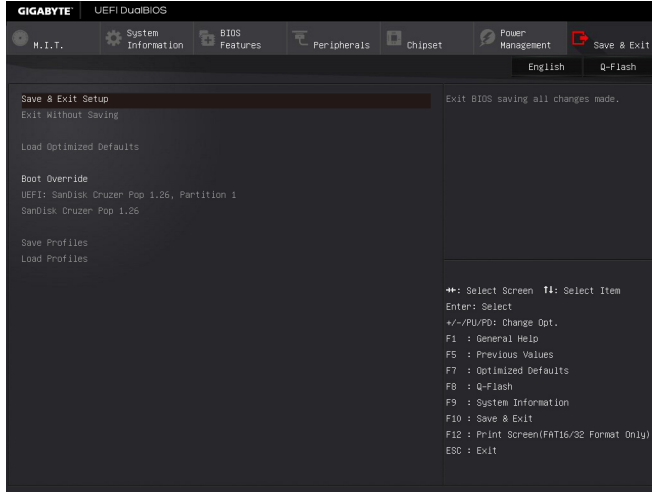 GIGABYTE™ UEFI DualBIOS
M.I.T. System Information BIOS Features Peripherals Chipset Power Management Save & Exit
English Q-Flash
Save & Exit Setup
Exit Without Saving
Load Optimized Defaults
Boot Override
UEFI: SanDisk Cruzer Pop 1.26, Partition 1
SanDisk Cruzer Pop 1.26
Save Profiles
Load Profiles
Exit BIOS saving all changes made.
→←: Select Screen ↑↓: Select Item
Enter: Select
+/-/PU/PD: Change Opt.
F1 : General Help
F5 : Previous Values
F7 : Optimized Defaults
F8 : Q-Flash
F9 : System Information
F10 : Save & Exit
F12 : Print Screen(FAT16/32 Format Only)
ESC : Exit